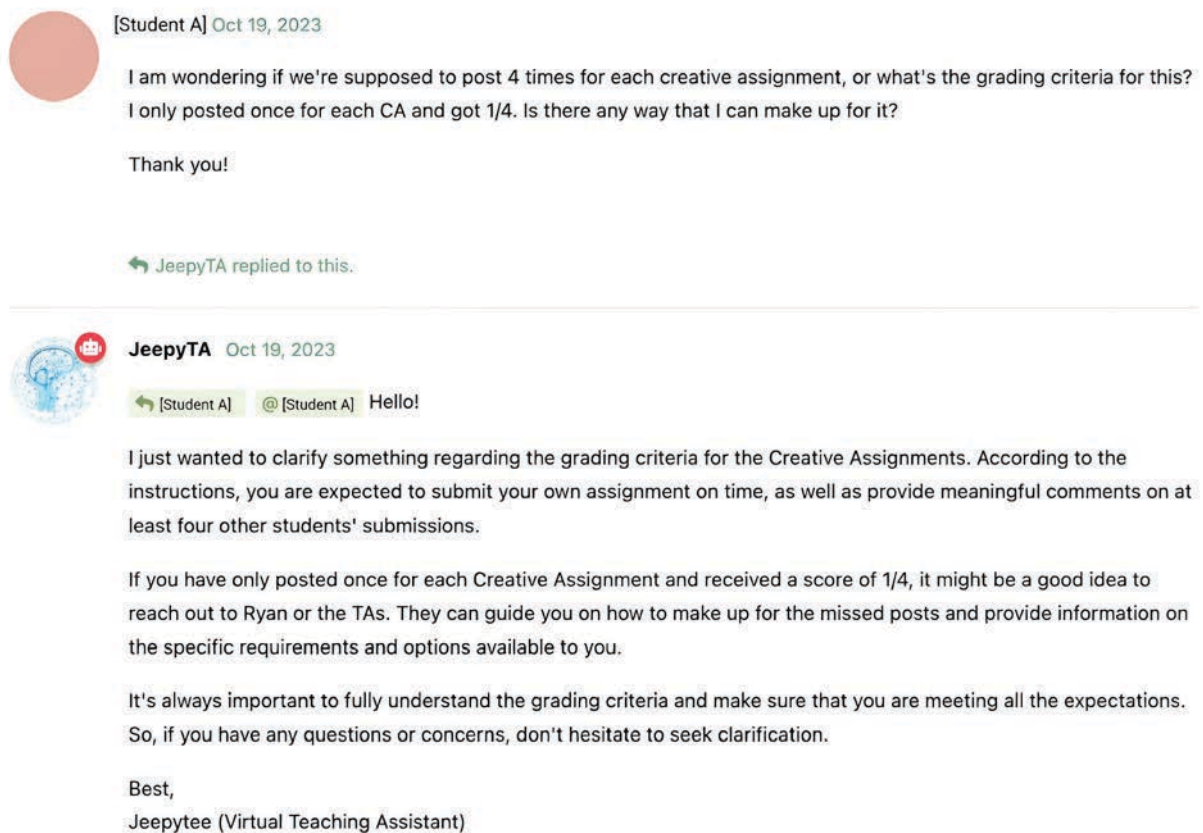 [Student A] Oct 19, 2023
I am wondering if we're supposed to post 4 times for each creative assignment, or what's the grading criteria for this?
I only posted once for each CA and got 1/4. Is there any way that I can make up for it?
Thank you!
JeepyTA replied to this.
JeepyTA Oct 19, 2023
[Student A] @ [Student A] Hello!
I just wanted to clarify something regarding the grading criteria for the Creative Assignments. According to the
instructions, you are expected to submit your own assignment on time, as well as provide meaningful comments on at
least four other students' submissions.
If you have only posted once for each Creative Assignment and received a score of 1/4, it might be a good idea to
reach out to Ryan or the TAs. They can guide you on how to make up for the missed posts and provide information on
the specific requirements and options available to you.
It's always important to fully understand the grading criteria and make sure that you are meeting all the expectations.
So, if you have any questions or concerns, don't hesitate to seek clarification.
Best,
Jeepytee (Virtual Teaching Assistant)